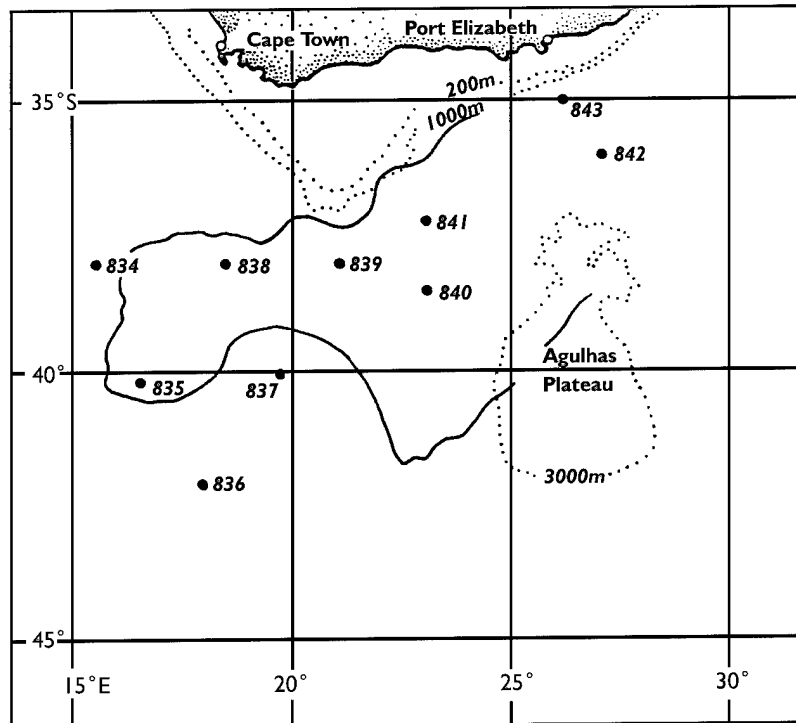 Port Elizabeth
Cape Town
200m
35°S
1000m
843
842
841
834
838
839
840
Agulhas
40°
835
837
Plateau
3000m
836
45°
15°E
20°
25°
30°